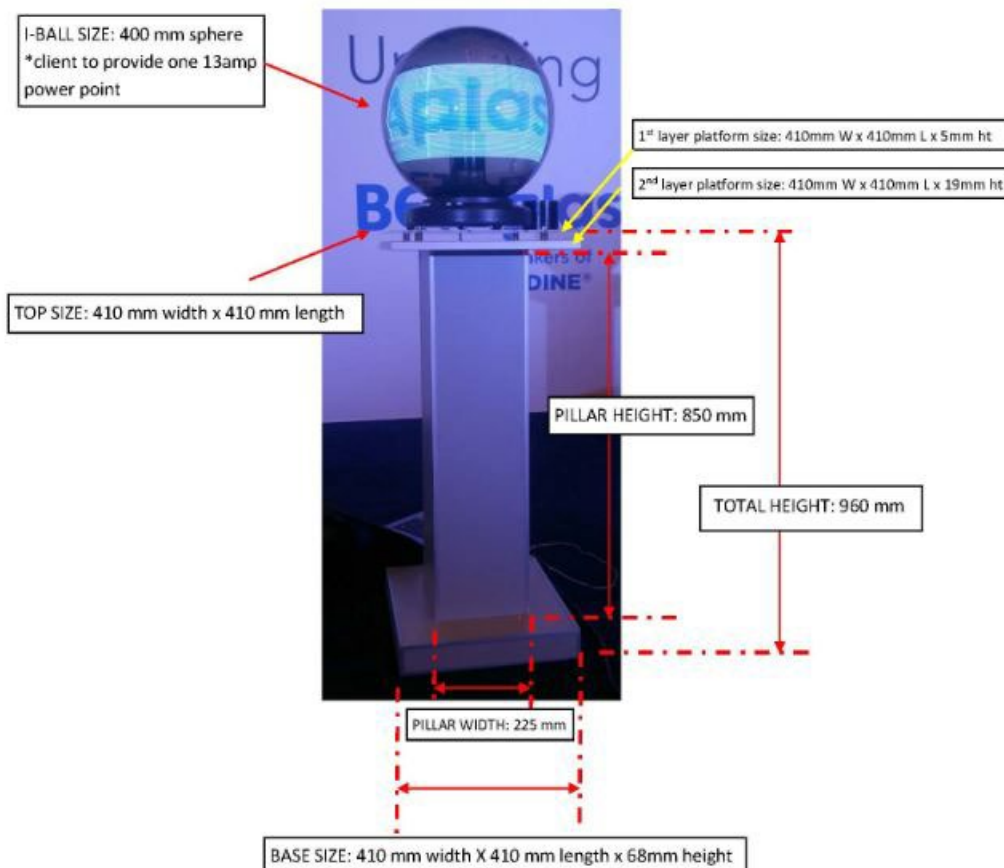 I-BALL SIZE: 400 mm sphere
*client to provide one 13amp
power point
1st layer platform size: 410mm W x 410mm L x 5mm ht
2nd layer platform size: 410mm W x 410mm L x 19mm ht
TOP SIZE: 410 mm width x 410 mm length
DINE®
PILLAR HEIGHT: 850 mm
TOTAL HEIGHT: 960 mm
PILLAR WIDTH: 225 mm
BASE SIZE: 410 mm width X 410 mm length x 68mm height